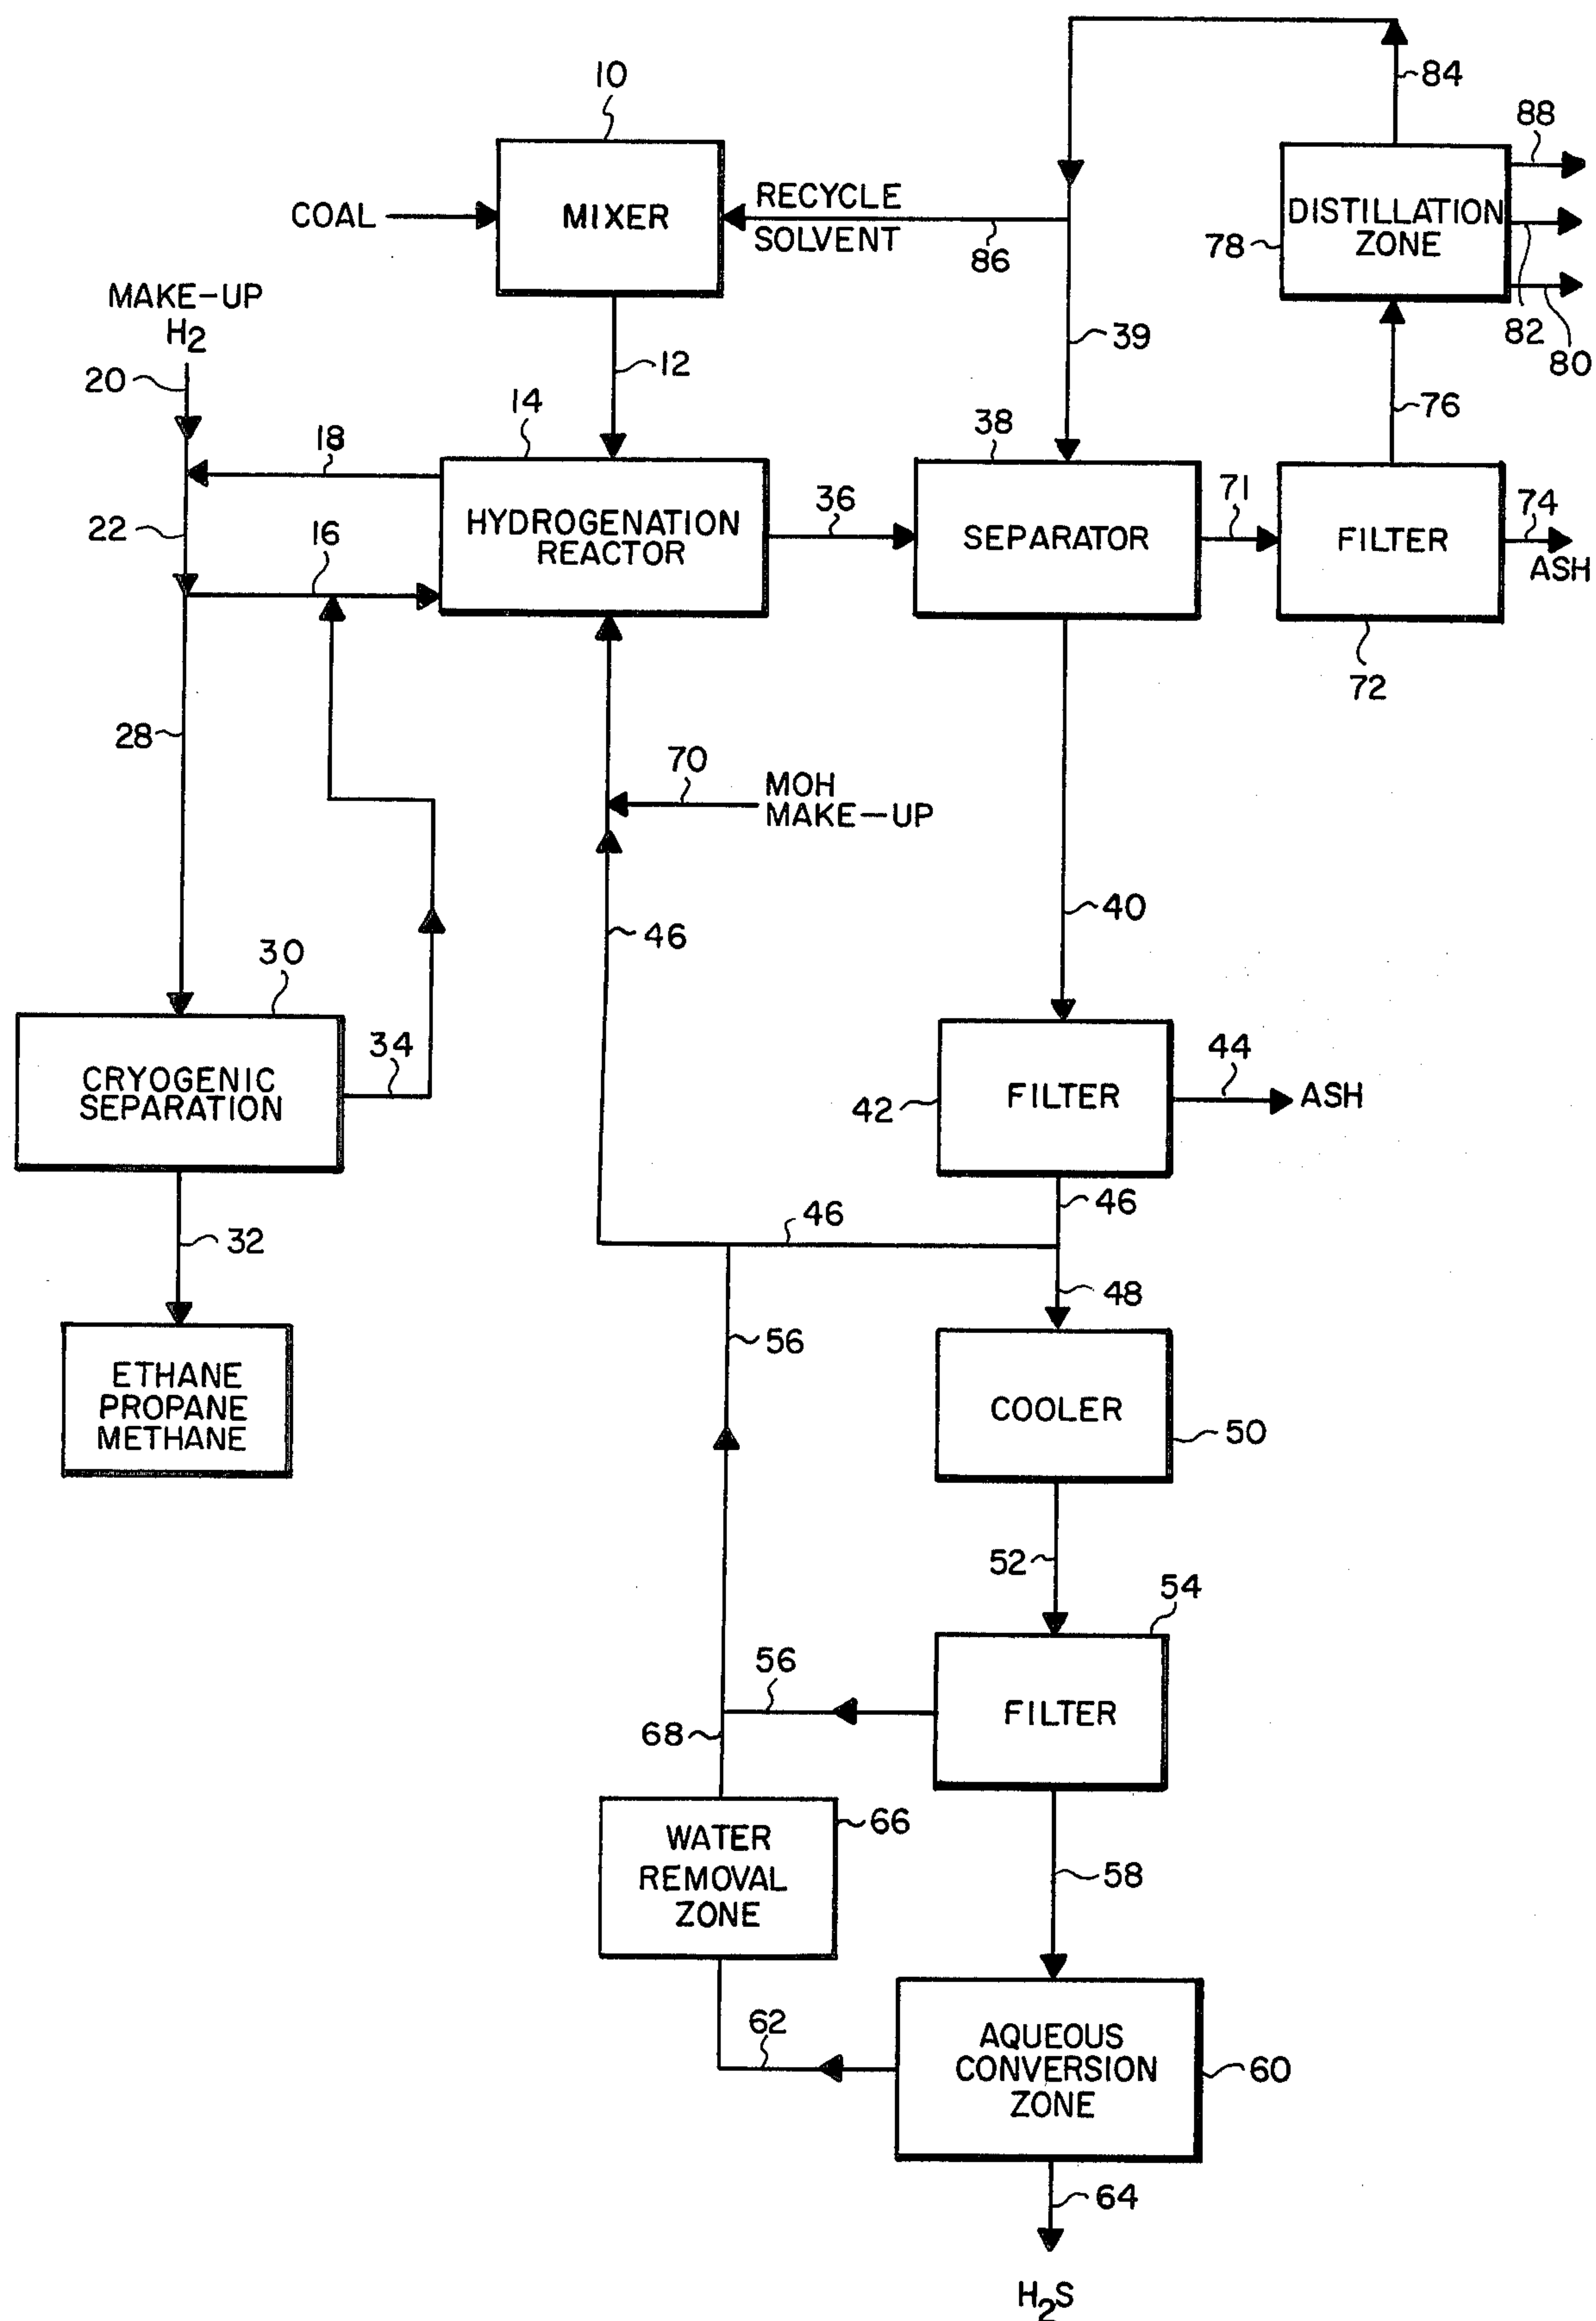 10
84
88
COAL
MIXER
RECYCLE
SOLVENT
86
DISTILLATION
ZONE
78
82
80
MAKE-UP
H2
20
12
39
76
14
38
18
22
16
HYDROGENATION
REACTOR
36
SEPARATOR
71
FILTER
74
ASH
72
28
70
MOH
MAKE-UP
46
40
30
34
CRYOGENIC
SEPARATION
42
FILTER
44
ASH
46
46
32
48
56
ETHANE
PROPANE
METHANE
COOLER
50
52
54
56
FILTER
68
WATER
REMOVAL
ZONE
66
58
62
AQUEOUS
CONVERSION
ZONE
60
64
H2S